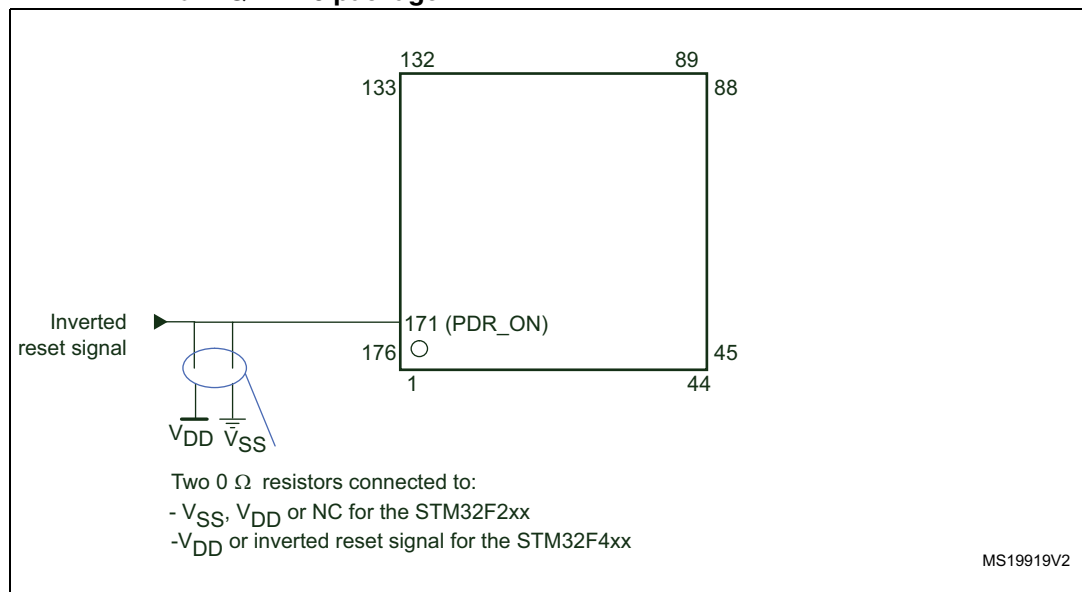 132 89
133 88
Inverted
reset signal
171 (PDR_ON)
176 45
1 44
VDD VSS
Two 0 Ω resistors connected to:
- VSS, VDD or NC for the STM32F2xx
-VDD or inverted reset signal for the STM32F4xx
MS19919V2